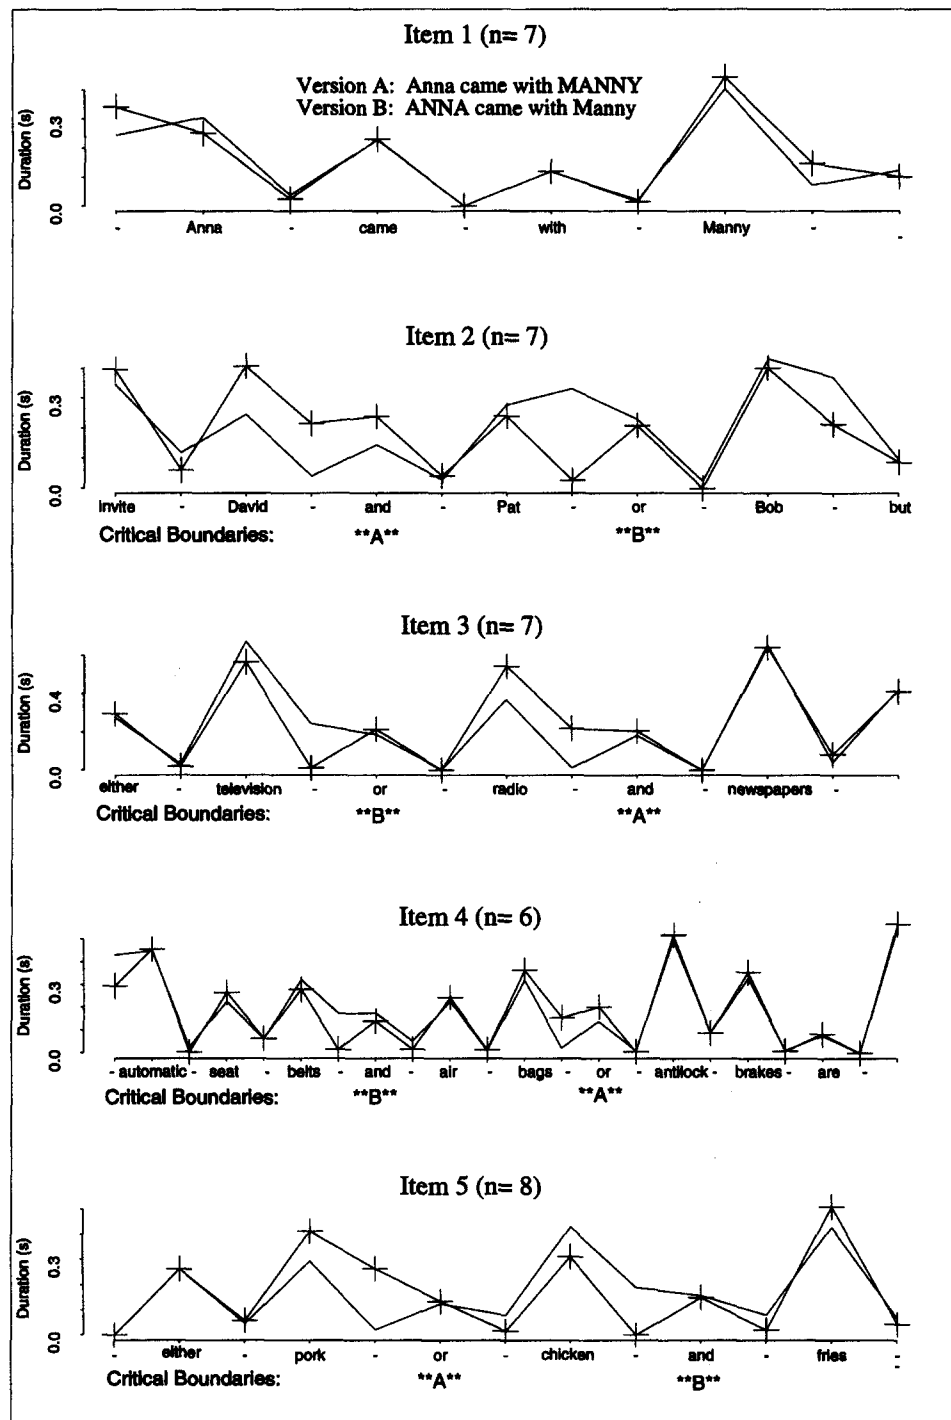 Item 1 (n= 7)
Version A: Anna came with MANNY
Version B: ANNA came with Manny
Duration (s)
0.0 0.3
- Anna - came - with - Manny - -
Item 2 (n= 7)
Duration (s)
0.0 0.3
invite - David - and - Pat - or - Bob - but
Critical Boundaries: **A** **B**
Item 3 (n= 7)
Duration (s)
0.0 0.4
either - television - or - radio - and - newspapers -
Critical Boundaries: **B** **A**
Item 4 (n= 6)
Duration (s)
0.0 0.3
- automatic - seat - belts - and - air - bags - or - antilock - brakes - are -
Critical Boundaries: **B** **A**
Item 5 (n= 8)
Duration (s)
0.0 0.3
- either - pork - or - chicken - and - fries -
Critical Boundaries: **A** **B**